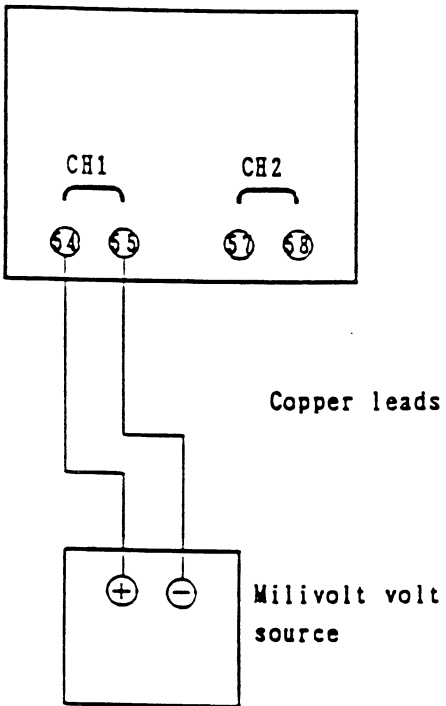 CH1 CH2
54 55 57 58
Copper leads
+ −
Milivolt volt
source